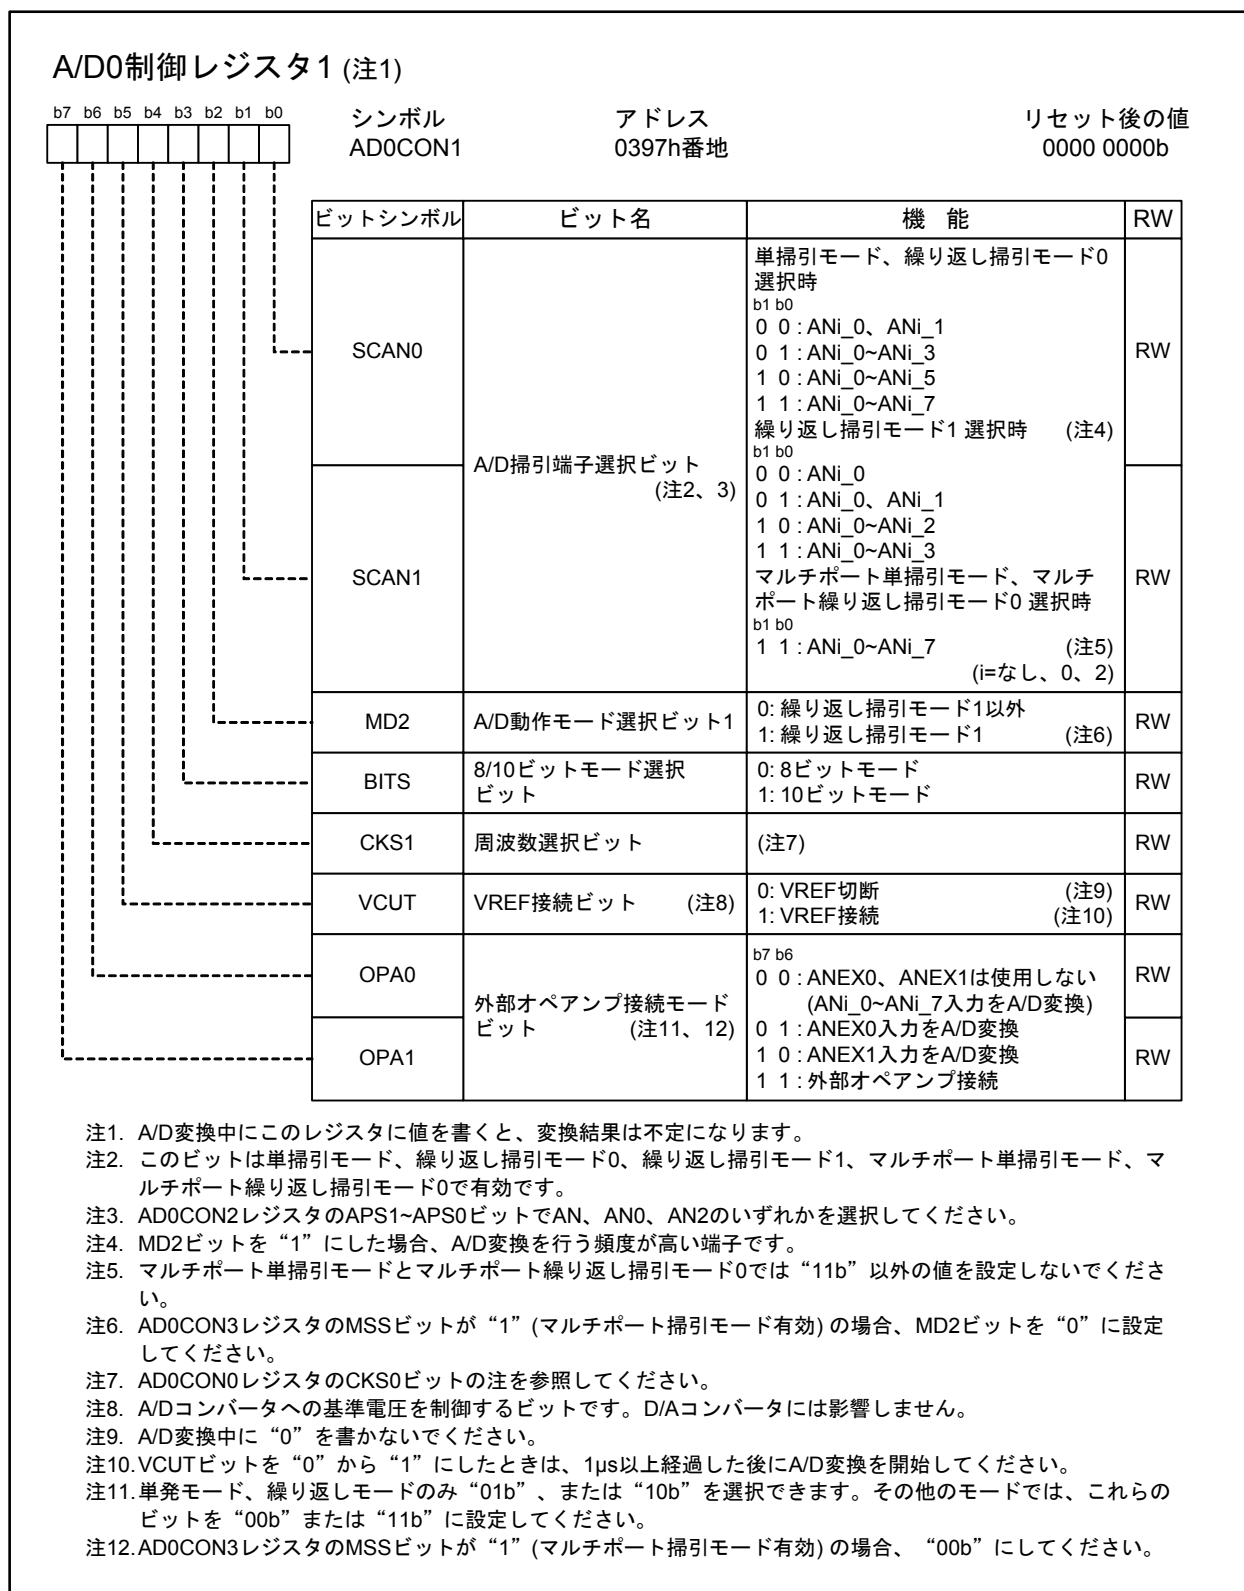 A/D0制御レジスタ1 (注1)
b7 b6 b5 b4 b3 b2 b1 b0
シンボル アドレス リセット後の値
AD0CON1 0397h番地 0000 0000b
ビットシンボル ビット名 機 能 RW
SCAN0
A/D掃引端子選択ビット
(注2、3)
単掃引モード、繰り返し掃引モード0
選択時
b1 b0
0 0 : ANi_0、ANi_1
0 1 : ANi_0~ANi_3
1 0 : ANi_0~ANi_5
1 1 : ANi_0~ANi_7
繰り返し掃引モード1 選択時 (注4)
b1 b0
0 0 : ANi_0
0 1 : ANi_0、ANi_1
1 0 : ANi_0~ANi_2
1 1 : ANi_0~ANi_3
マルチポート単掃引モード、マルチ
ポート繰り返し掃引モード0 選択時
b1 b0
1 1 : ANi_0~ANi_7 (注5)
(i=なし、0、2)
RW
SCAN1
RW
MD2 A/D動作モード選択ビット1
0: 繰り返し掃引モード1以外
1: 繰り返し掃引モード1 (注6)
RW
BITS
8/10ビットモード選択
ビット
0: 8ビットモード
1: 10ビットモード
RW
CKS1 周波数選択ビット (注7) RW
VCUT VREF接続ビット (注8)
0: VREF切断 (注9)
1: VREF接続 (注10)
RW
OPA0
外部オペアンプ接続モード
ビット (注11、12)
b7 b6
0 0 : ANEX0、ANEX1は使用しない
(ANi_0~ANi_7入力をA/D変換)
0 1 : ANEX0入力をA/D変換
1 0 : ANEX1入力をA/D変換
1 1 : 外部オペアンプ接続
RW
OPA1
RW
注1. A/D変換中にこのレジスタに値を書くと、変換結果は不定になります。
注2. このビットは単掃引モード、繰り返し掃引モード0、繰り返し掃引モード1、マルチポート単掃引モード、マ
ルチポート繰り返し掃引モード0で有効です。
注3. AD0CON2レジスタのAPS1~APS0ビットでAN、AN0、AN2のいずれかを選択してください。
注4. MD2ビットを“1”にした場合、A/D変換を行う頻度が高い端子です。
注5. マルチポート単掃引モードとマルチポート繰り返し掃引モード0では“11b”以外の値を設定しないでくださ
い。
注6. AD0CON3レジスタのMSSビットが“1”(マルチポート掃引モード有効) の場合、MD2ビットを“0”に設定
してください。
注7. AD0CON0レジスタのCKS0ビットの注を参照してください。
注8. A/Dコンバータへの基準電圧を制御するビットです。D/Aコンバータには影響しません。
注9. A/D変換中に“0”を書かないでください。
注10.VCUTビットを“0”から“1”にしたときは、1μs以上経過した後にA/D変換を開始してください。
注11.単発モード、繰り返しモードのみ“01b”、または“10b”を選択できます。その他のモードでは、これらの
ビットを“00b”または“11b”に設定してください。
注12.AD0CON3レジスタのMSSビットが“1”(マルチポート掃引モード有効) の場合、“00b”にしてください。